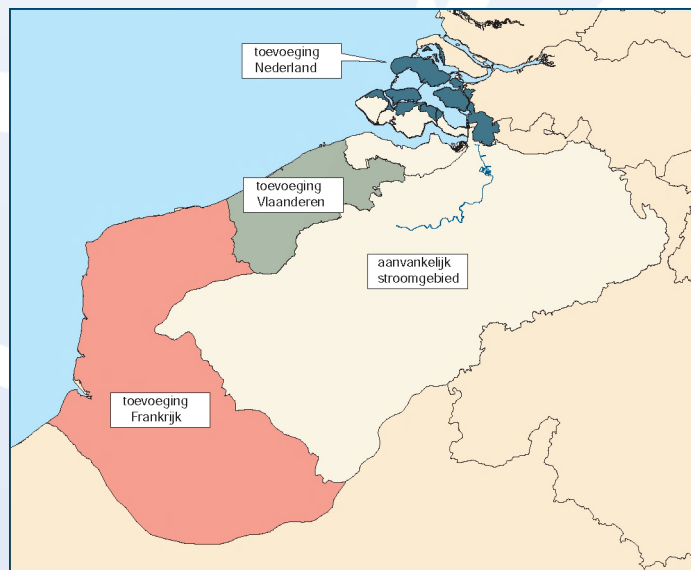 toevoeging
Nederland
toevoeging
Vlaanderen
aanvankelijk
stroomgebied
toevoeging
Frankrijk